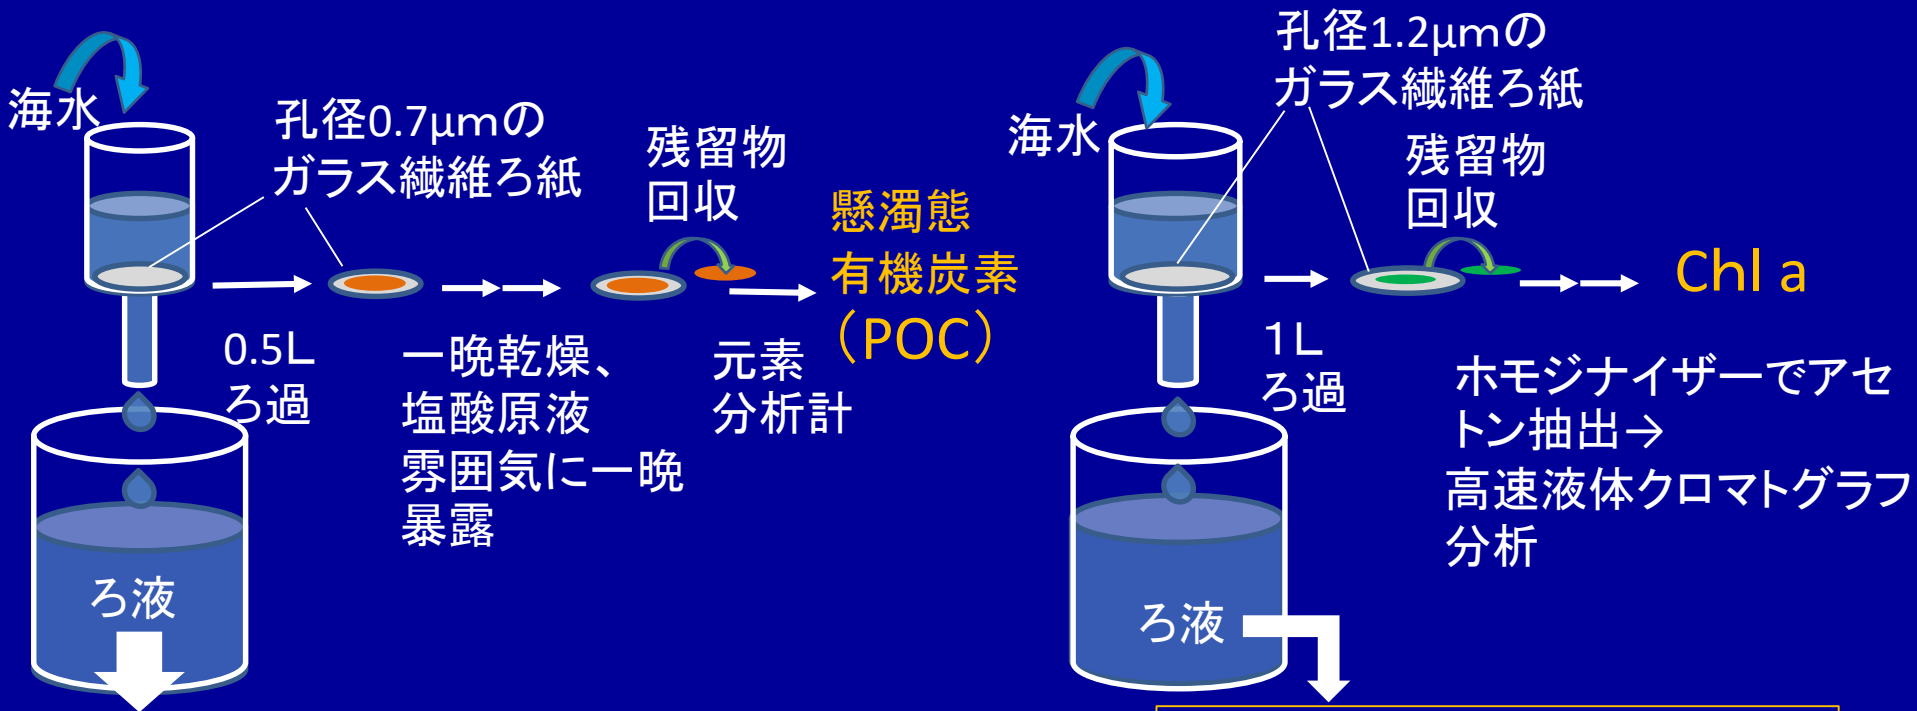 海水
孔径0.7μmの
ガラス繊維ろ紙
残留物
回収
懸濁態
有機炭素
（POC）
0.5L
ろ過
一晩乾燥、
塩酸原液
雰囲気に一晩
暴露
元素
分析計
ろ液
海水
孔径1.2μmの
ガラス繊維ろ紙
残留物
回収
Chl a
1L
ろ過
ホモジナイザーでアセ
トン抽出→
高速液体クロマトグラフ
分析
ろ液